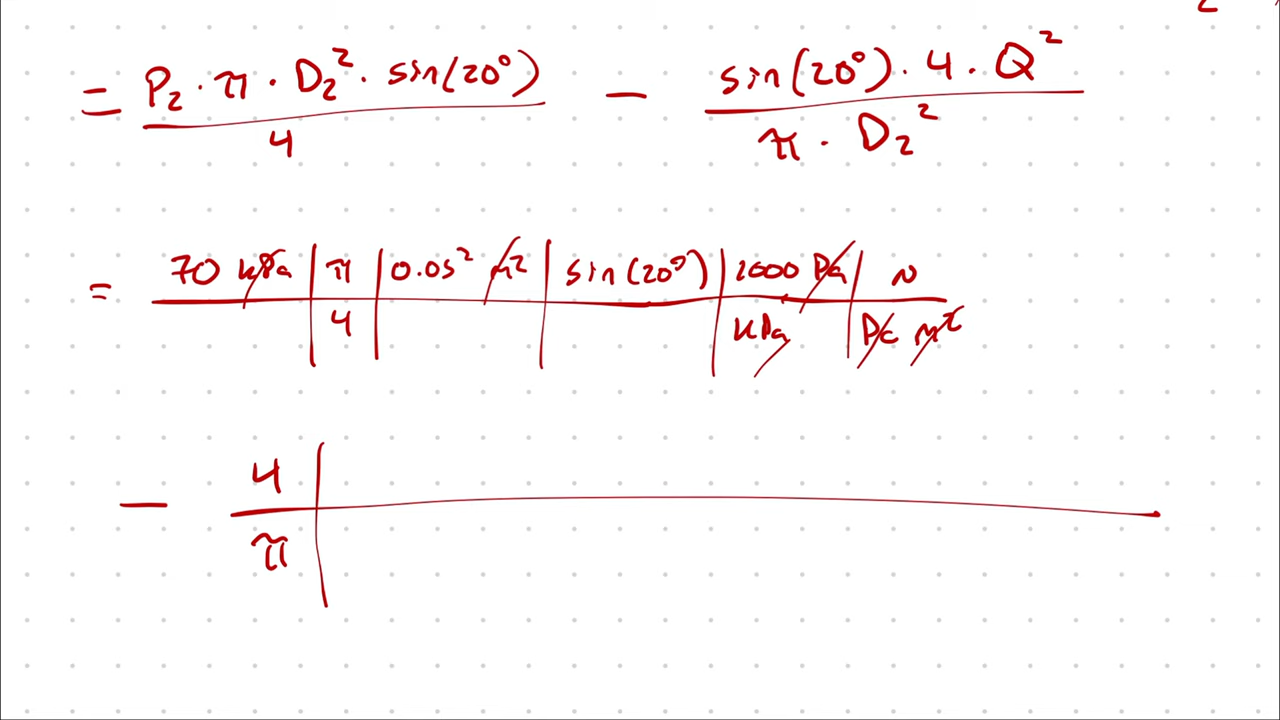 2
= P₂ · π · D₂² · sin(20°) / 4 − sin(20°) · 4 · Q² / π · D₂²
= 70 kPa | π | 0.05² m² | sin(20°) | 1000 Pa | N
4 | kPa | Pa m²
− 4
π